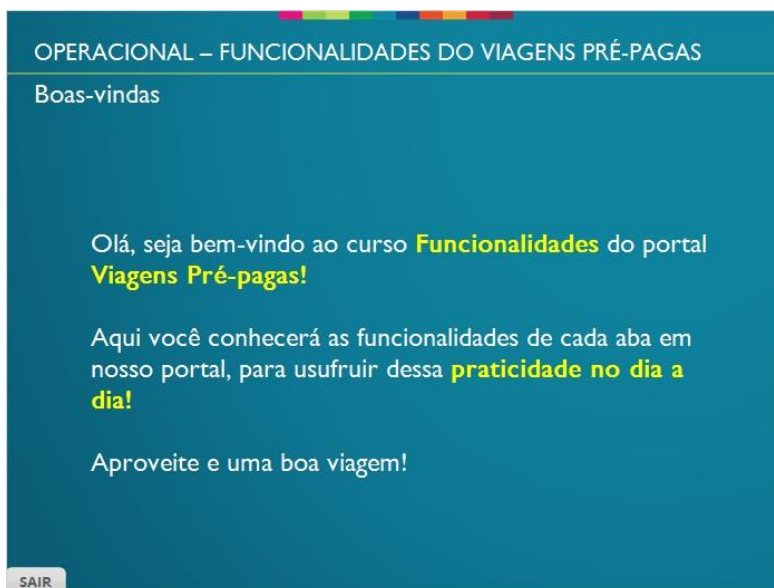 OPERACIONAL – FUNCIONALIDADES DO VIAGENS PRÉ-PAGAS
Boas-vindas
Olá, seja bem-vindo ao curso Funcionalidades do portal
Viagens Pré-pagas!
Aqui você conhecerá as funcionalidades de cada aba em
nosso portal, para usufruir dessa praticidade no dia a
dia!
Aproveite e uma boa viagem!
SAIR